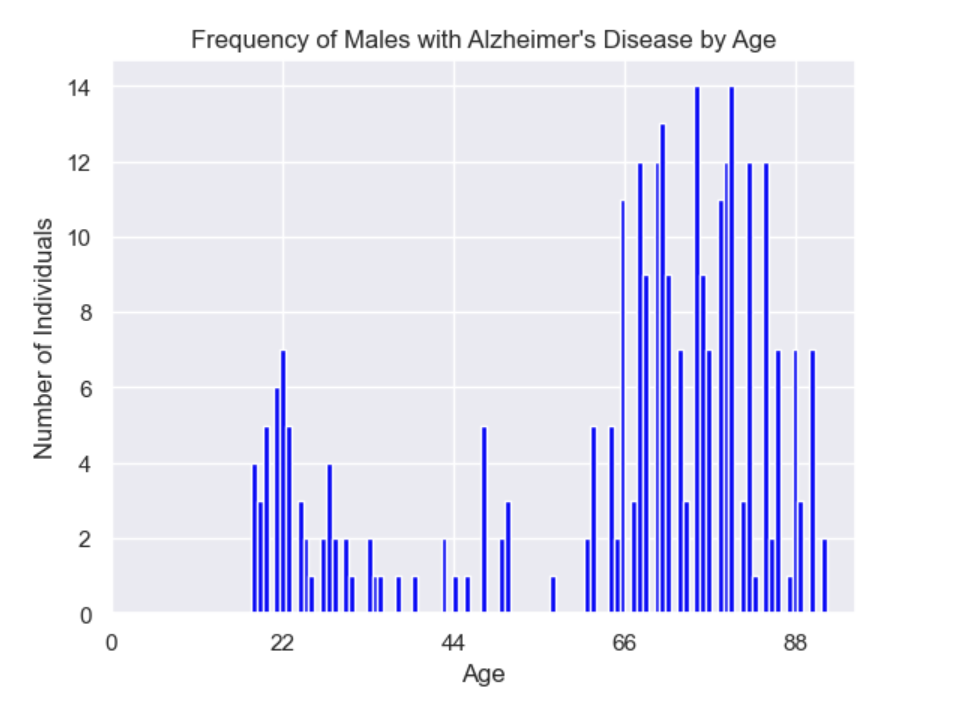 Frequency of Males with Alzheimer's Disease by Age
14
12
10
8
6
4
2
0
Number of Individuals
0 22 44 66 88
Age